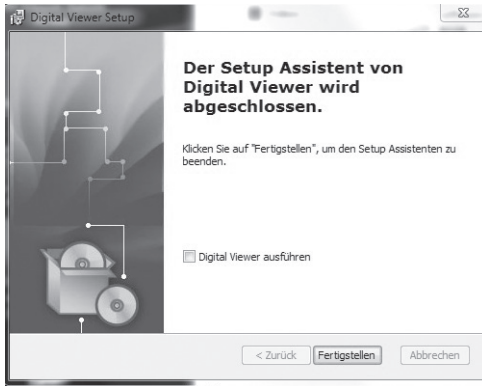 Digital Viewer Setup
Der Setup Assistent von
Digital Viewer wird
abgeschlossen.
Klicken Sie auf "Fertigstellen", um den Setup Assistenten zu
beenden.
Digital Viewer ausführen
< Zurück Fertigstellen Abbrechen